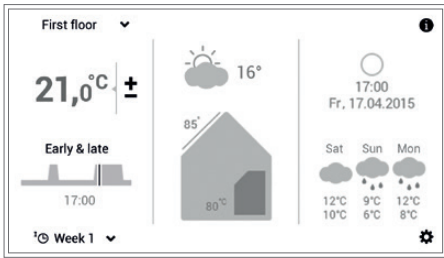 First floor
21,0°C ±
Early & late
17:00
¹ Week 1
16°
85°
80°C
i
17:00
Fr, 17.04.2015
Sat Sun Mon
12°C 9°C 12°C
10°C 6°C 8°C